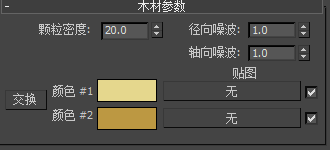 木材参数
颗粒密度: 20.0 径向噪波: 1.0
轴向噪波: 1.0
贴图
交换 颜色 #1 无
颜色 #2 无